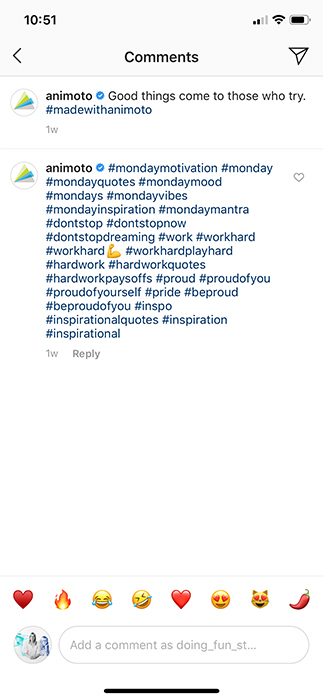 10:51
Comments
animoto Good things come to those who try.
#madewithanimoto
1w
animoto #mondaymotivation #monday
#mondayquotes #mondaymood
#mondays #mondayvibes
#mondayinspiration #mondaymantra
#dontstop #dontstopnow
#dontstopdreaming #work #workhard
#workhard💪 #workhardplayhard
#hardwork #hardworkquotes
#hardworkpaysoffs #proud #proudofyou
#proudofyourself #pride #beproud
#beproudofyou #inspo
#inspirationalquotes #inspiration
#inspirational
1w Reply
Add a comment as doing_fun_st...